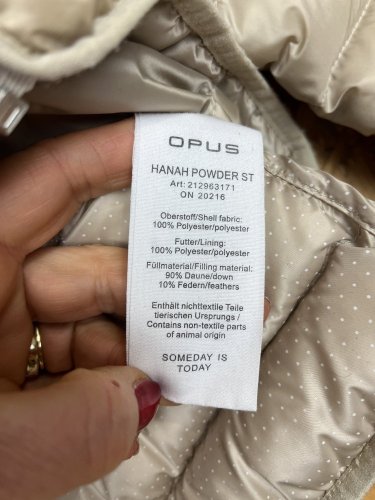 OPUS
HANAH POWDER ST
Art: 212963171
ON 20216
Oberstoff/Shell fabric:
100% Polyester/polyester
Futter/Lining:
100% Polyester/polyester
Füllmaterial/Filling material:
90% Daune/down
10% Federn/feathers
Enthält nichttextile Teile
tierischen Ursprungs /
Contains non-textile parts
of animal origin
SOMEDAY IS
TODAY